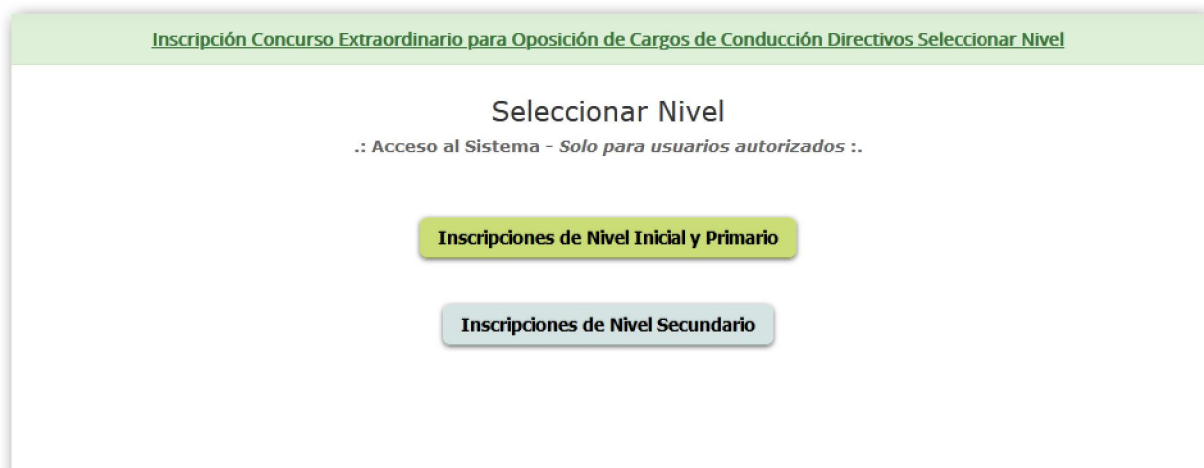 Inscripción Concurso Extraordinario para Oposición de Cargos de Conducción Directivos Seleccionar Nivel
Seleccionar Nivel
.: Acceso al Sistema - Solo para usuarios autorizados :.
Inscripciones de Nivel Inicial y Primario
Inscripciones de Nivel Secundario